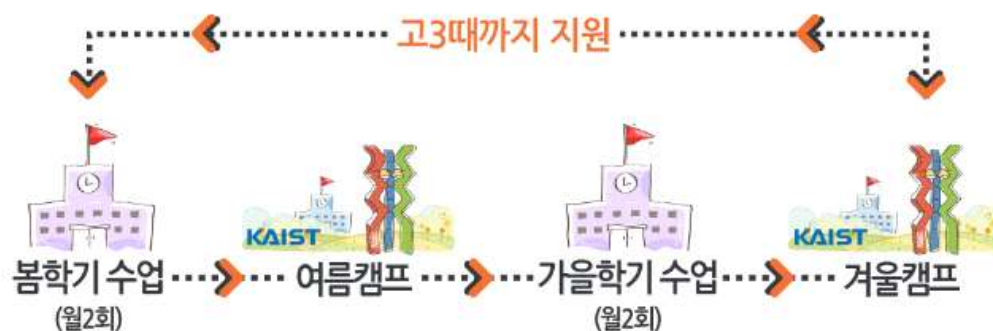 고3때까지 지원
KAIST
KAIST
봄학기 수업
여름캠프
가을학기 수업
겨울캠프
(월2회)
(월2회)